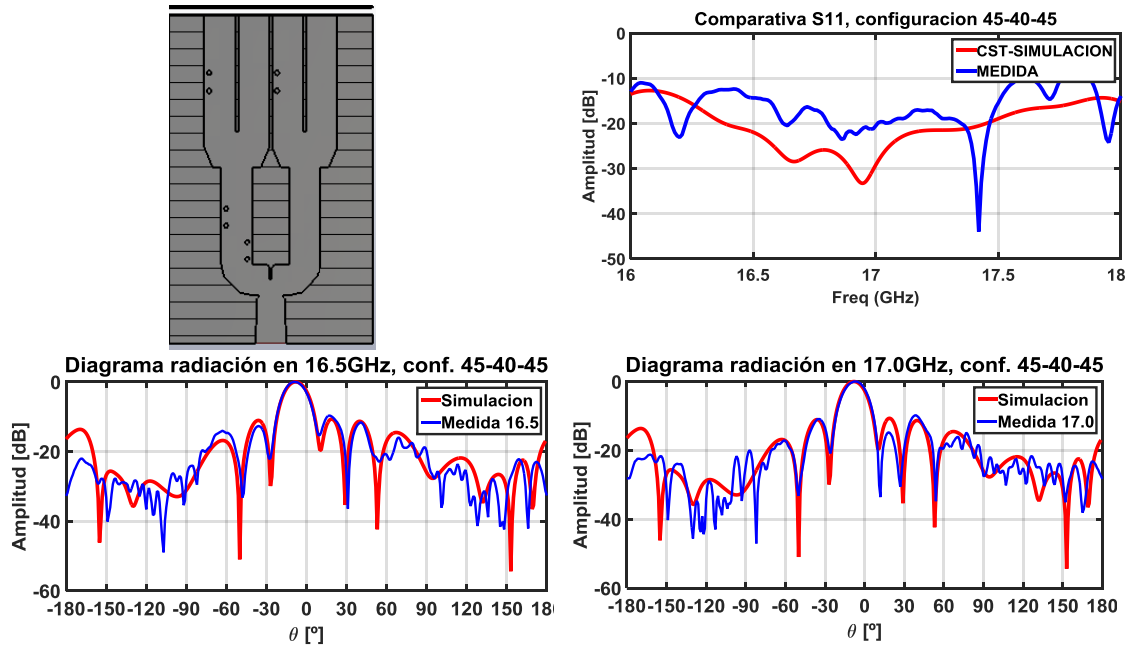 Comparativa S11, configuracion 45-40-45
CST-SIMULACION
MEDIDA
Amplitud [dB]
0
-10
-20
-30
-40
-50
16
16.5
17
17.5
18
Freq (GHz)
Diagrama radiación en 16.5GHz, conf. 45-40-45
Simulacion
Medida 16.5
Amplitud [dB]
0
-20
-40
-60
-180 -150 -120 -90 -60 -30 0 30 60 90 120 150 180
θ [º]
Diagrama radiación en 17.0GHz, conf. 45-40-45
Simulacion
Medida 17.0
Amplitud [dB]
0
-20
-40
-60
-180 -150 -120 -90 -60 -30 0 30 60 90 120 150 180
θ [º]